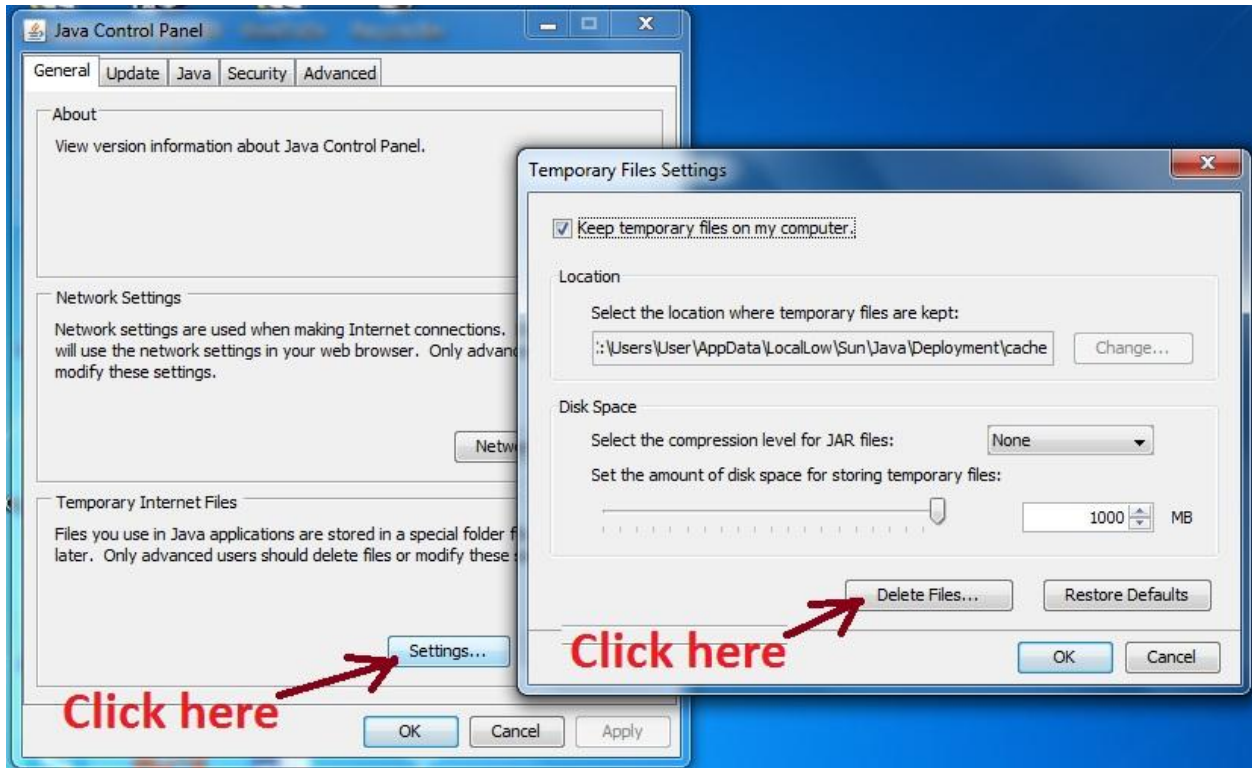 Java Control Panel
General Update Java Security Advanced
About
View version information about Java Control Panel.
Network Settings
Network settings are used when making Internet connections.
will use the network settings in your web browser. Only
modify these settings.
Temporary Internet Files
Files you use in Java applications are stored in a special folder
later. Only advanced users should delete files or modify these
Settings...
Click here
OK Cancel Apply
Temporary Files Settings
Keep temporary files on my computer.
Location
Select the location where temporary files are kept:
:\Users\User\AppData\LocalLow\Sun\Java\Deployment\cache Change...
Disk Space
Select the compression level for JAR files: None
Set the amount of disk space for storing temporary files:
1000 MB
Delete Files... Restore Defaults
Click here
OK Cancel